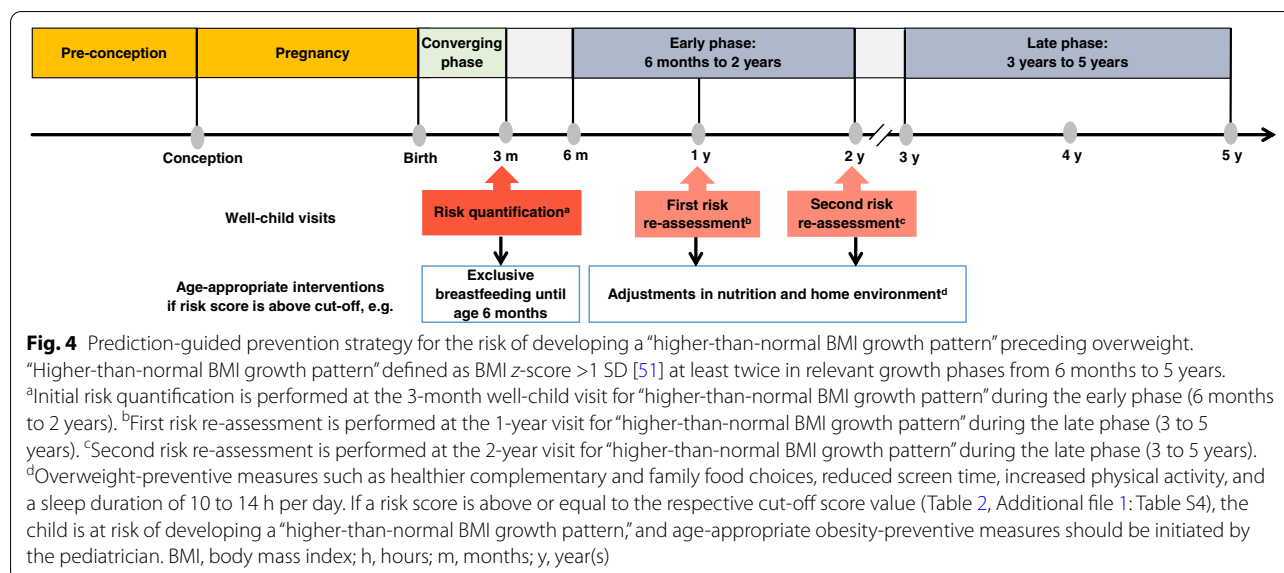 Pre-conception
Pregnancy
Converging
phase
Early phase:
6 months to 2 years
Late phase:
3 years to 5 years
Conception
Birth
3 m
6 m
1 y
2 y
3 y
4 y
5 y
Well-child visits
Risk quantificationᵃ
First risk
re-assessmentᵇ
Second risk
re-assessmentᶜ
Age-appropriate interventions
if risk score is above cut-off, e.g.
Exclusive
breastfeeding until
age 6 months
Adjustments in nutrition and home environmentᵈ
Fig. 4 Prediction-guided prevention strategy for the risk of developing a “higher-than-normal BMI growth pattern” preceding overweight.
“Higher-than-normal BMI growth pattern” defined as BMI z-score >1 SD [51] at least twice in relevant growth phases from 6 months to 5 years.
ᵃInitial risk quantification is performed at the 3-month well-child visit for “higher-than-normal BMI growth pattern” during the early phase (6 months
to 2 years). ᵇFirst risk re-assessment is performed at the 1-year visit for “higher-than-normal BMI growth pattern” during the late phase (3 to 5
years). ᶜSecond risk re-assessment is performed at the 2-year visit for “higher-than-normal BMI growth pattern” during the late phase (3 to 5 years).
ᵈOverweight-preventive measures such as healthier complementary and family food choices, reduced screen time, increased physical activity, and
a sleep duration of 10 to 14 h per day. If a risk score is above or equal to the respective cut-off score value (Table 2, Additional file 1: Table S4), the
child is at risk of developing a “higher-than-normal BMI growth pattern,” and age-appropriate obesity-preventive measures should be initiated by
the pediatrician. BMI, body mass index; h, hours; m, months; y, year(s)